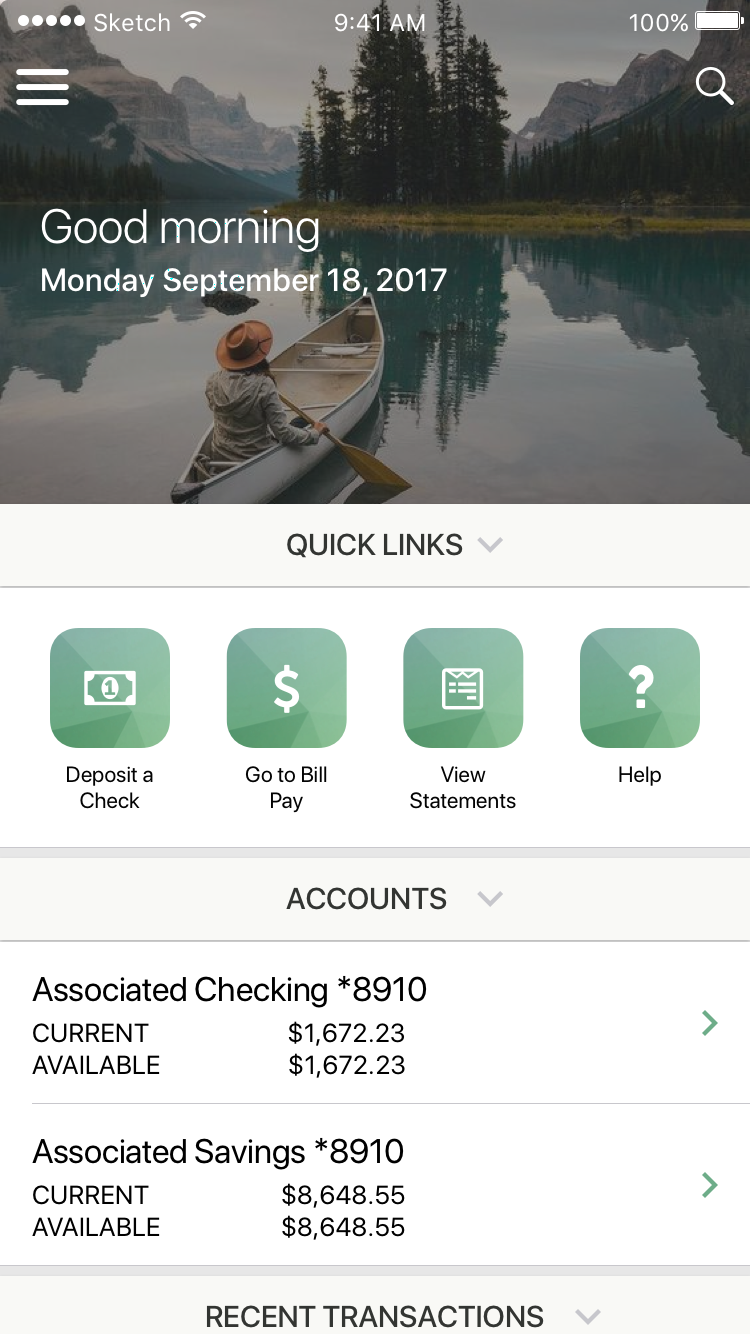 Sketch 9:41 AM 100%
Good morning
Monday September 18, 2017
QUICK LINKS
1
$
?
Deposit a Check
Go to Bill Pay
View Statements
Help
ACCOUNTS
Associated Checking *8910
CURRENT $1,672.23
AVAILABLE $1,672.23
Associated Savings *8910
CURRENT $8,648.55
AVAILABLE $8,648.55
RECENT TRANSACTIONS